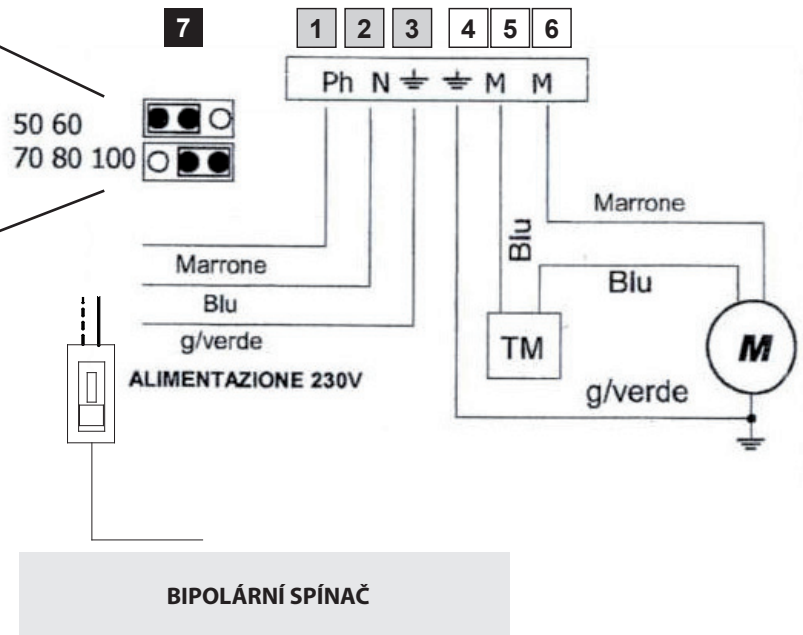 7 1 2 3 4 5 6
Ph N M M
50 60
70 80 100
Marrone
Blu
Marrone
Blu
Blu
g/verde
TM
M
ALIMENTAZIONE 230V
g/verde
BIPOLÁRNÍ SPÍNAČ